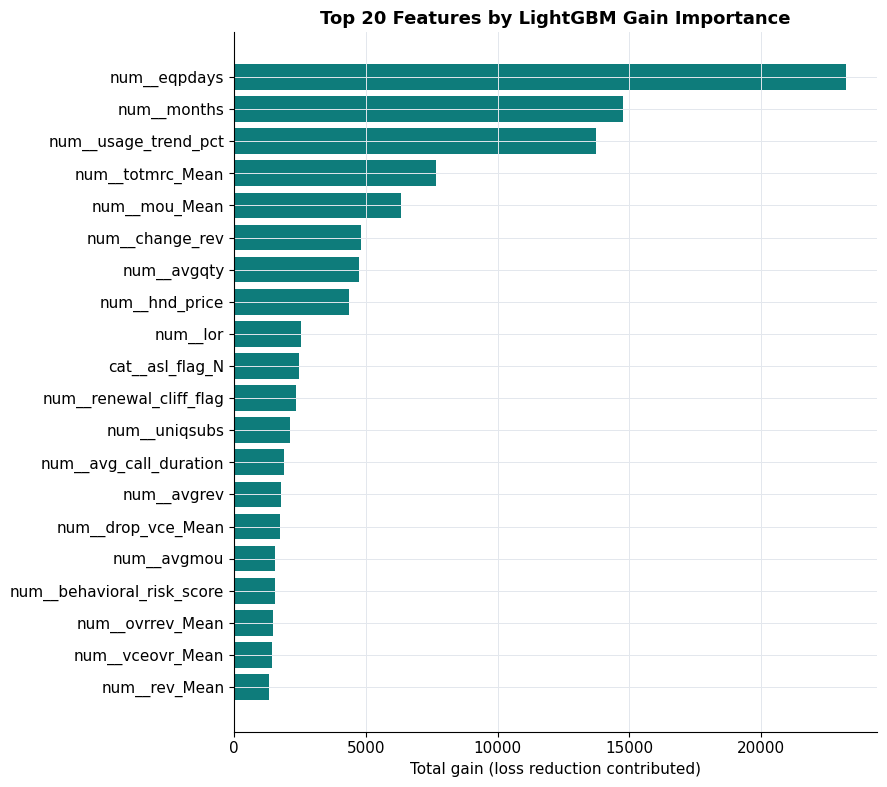 Top 20 Features by LightGBM Gain Importance
num__eqpdays
num__months
num__usage_trend_pct
num__totmrc_Mean
num__mou_Mean
num__change_rev
num__avgqty
num__hnd_price
num__lor
cat__asl_flag_N
num__renewal_cliff_flag
num__uniqsubs
num__avg_call_duration
num__avgrev
num__drop_vce_Mean
num__avgmou
num__behavioral_risk_score
num__ovrrev_Mean
num__vceovr_Mean
num__rev_Mean
0 5000 10000 15000 20000
Total gain (loss reduction contributed)